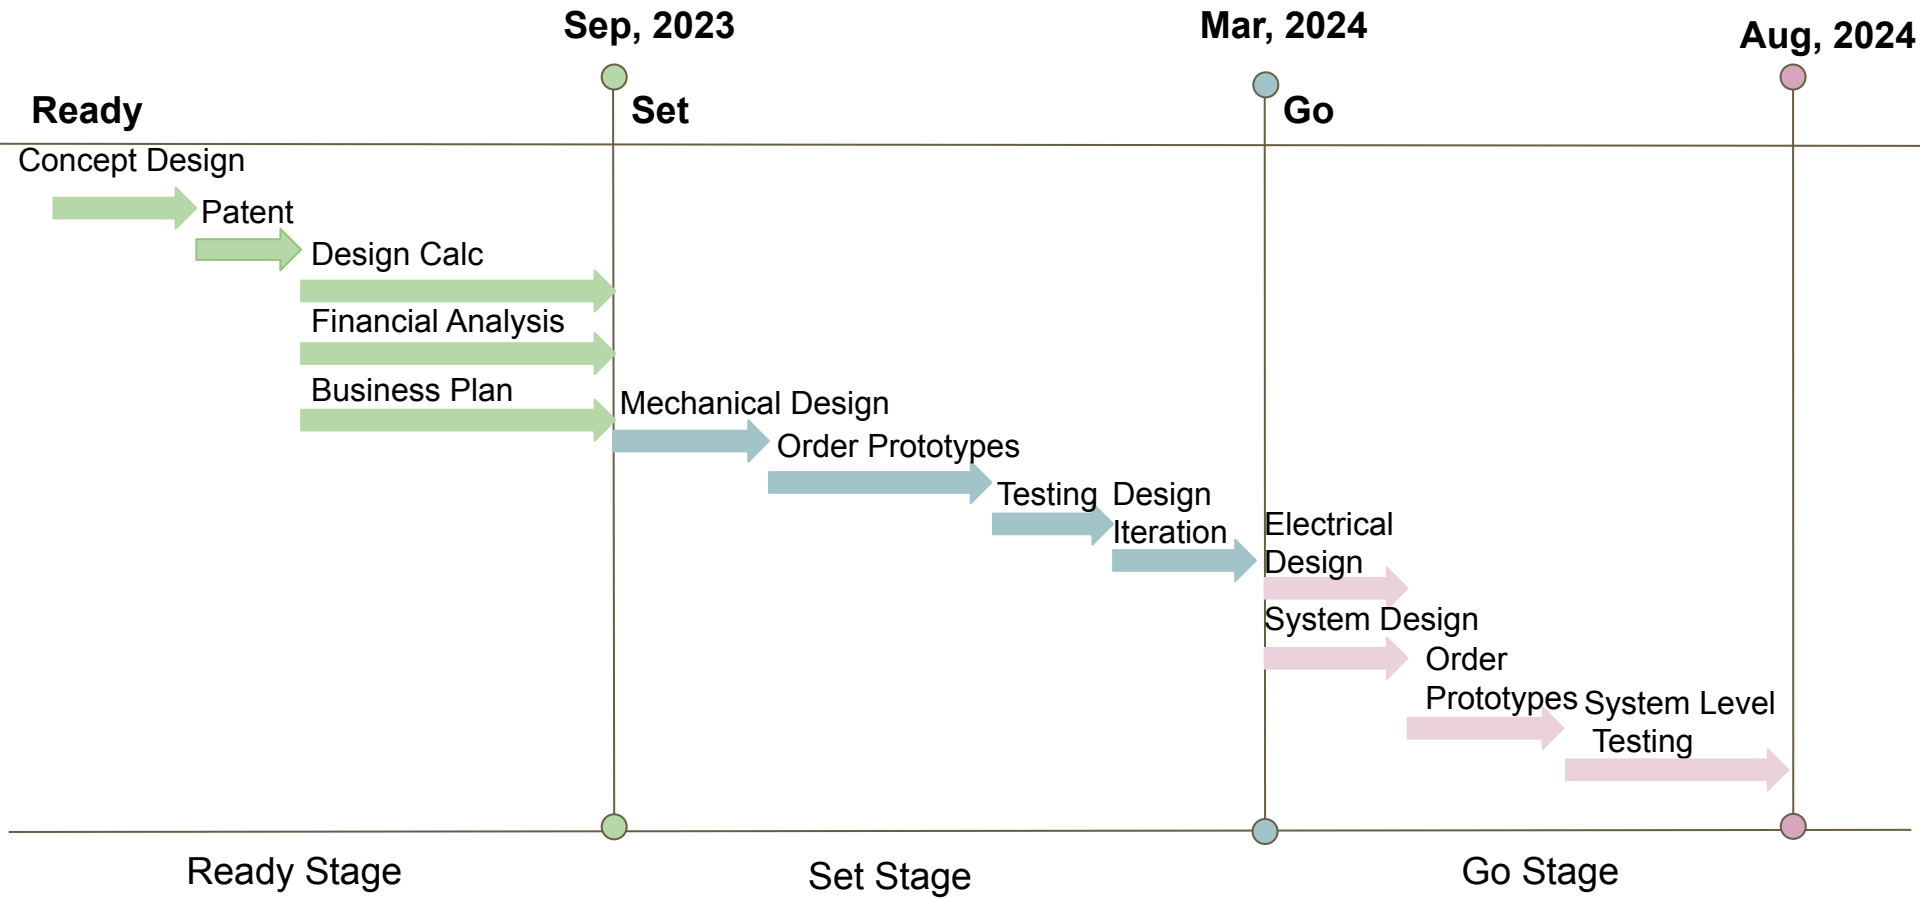 Sep, 2023
Mar, 2024
Aug, 2024
Ready
Set
Go
Concept Design
Patent
Design Calc
Financial Analysis
Business Plan
Mechanical Design
Order Prototypes
Testing
Design
Iteration
Electrical
Design
System Design
Order
Prototypes
System Level
Testing
Ready Stage
Set Stage
Go Stage